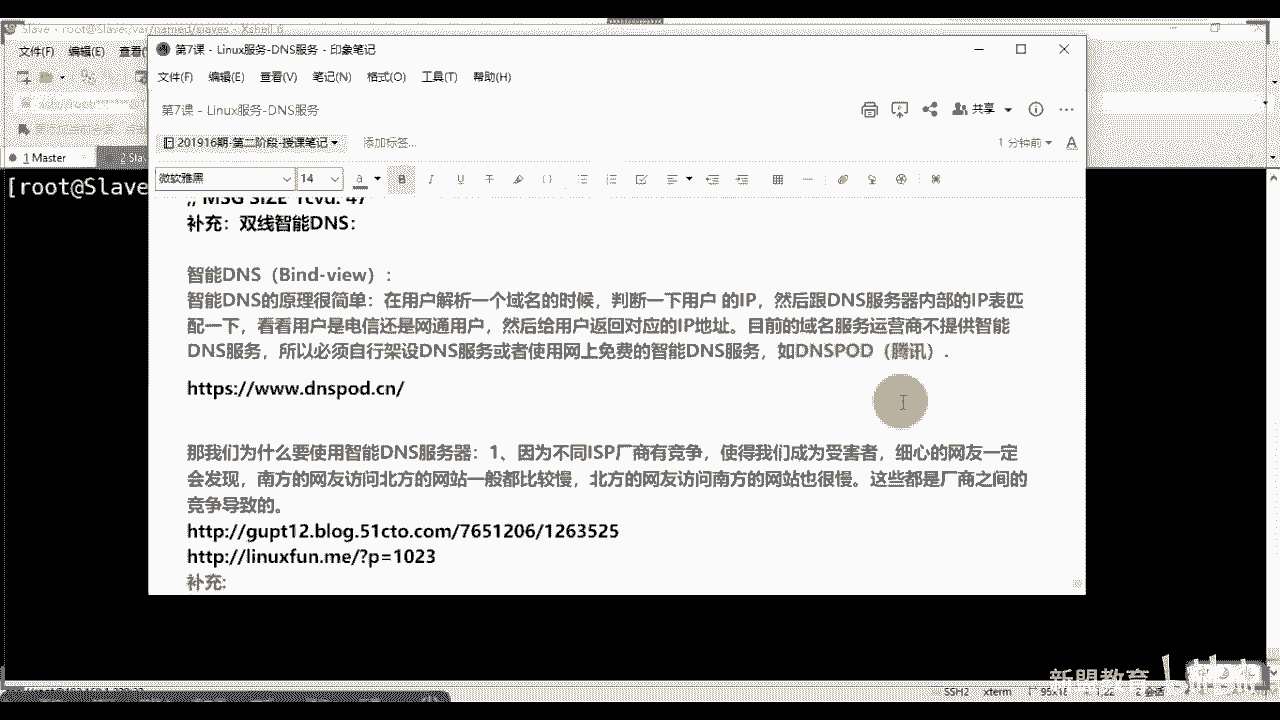 Slave - root@Slave:/var/named/slaves - Xshell 6
文件(F) 编辑(E) 查看(
第7课 - Linux服务-DNS服务 - 印象笔记
文件(F) 编辑(E) 查看(V) 笔记(N) 格式(O) 工具(T) 帮助(H)
第7课 - Linux服务-DNS服务
共享
201916期-第二阶段-授课笔记
添加标签...
1 分钟前
1 Master
2 Sla
微软雅黑
14
[root@Slave
;; MSG SIZE rcvd: 47
补充：双线智能DNS：
智能DNS（Bind-view）：
智能DNS的原理很简单：在用户解析一个域名的时候，判断一下用户 的IP，然后跟DNS服务器内部的IP表匹
配一下，看看用户是电信还是网通用户，然后给用户返回对应的IP地址。目前的域名服务运营商不提供智能
DNS服务，所以必须自行架设DNS服务或者使用网上免费的智能DNS服务，如DNSPOD（腾讯）.
https://www.dnspod.cn/
那我们为什么要使用智能DNS服务器：1、因为不同ISP厂商有竞争，使得我们成为受害者，细心的网友一定
会发现，南方的网友访问北方的网站一般都比较慢，北方的网友访问南方的网站也很慢。这些都是厂商之间的
竞争导致的。
http://gupt12.blog.51cto.com/7651206/1263525
http://linuxfun.me/?p=1023
补充:
新盟教育
SSH2 xterm